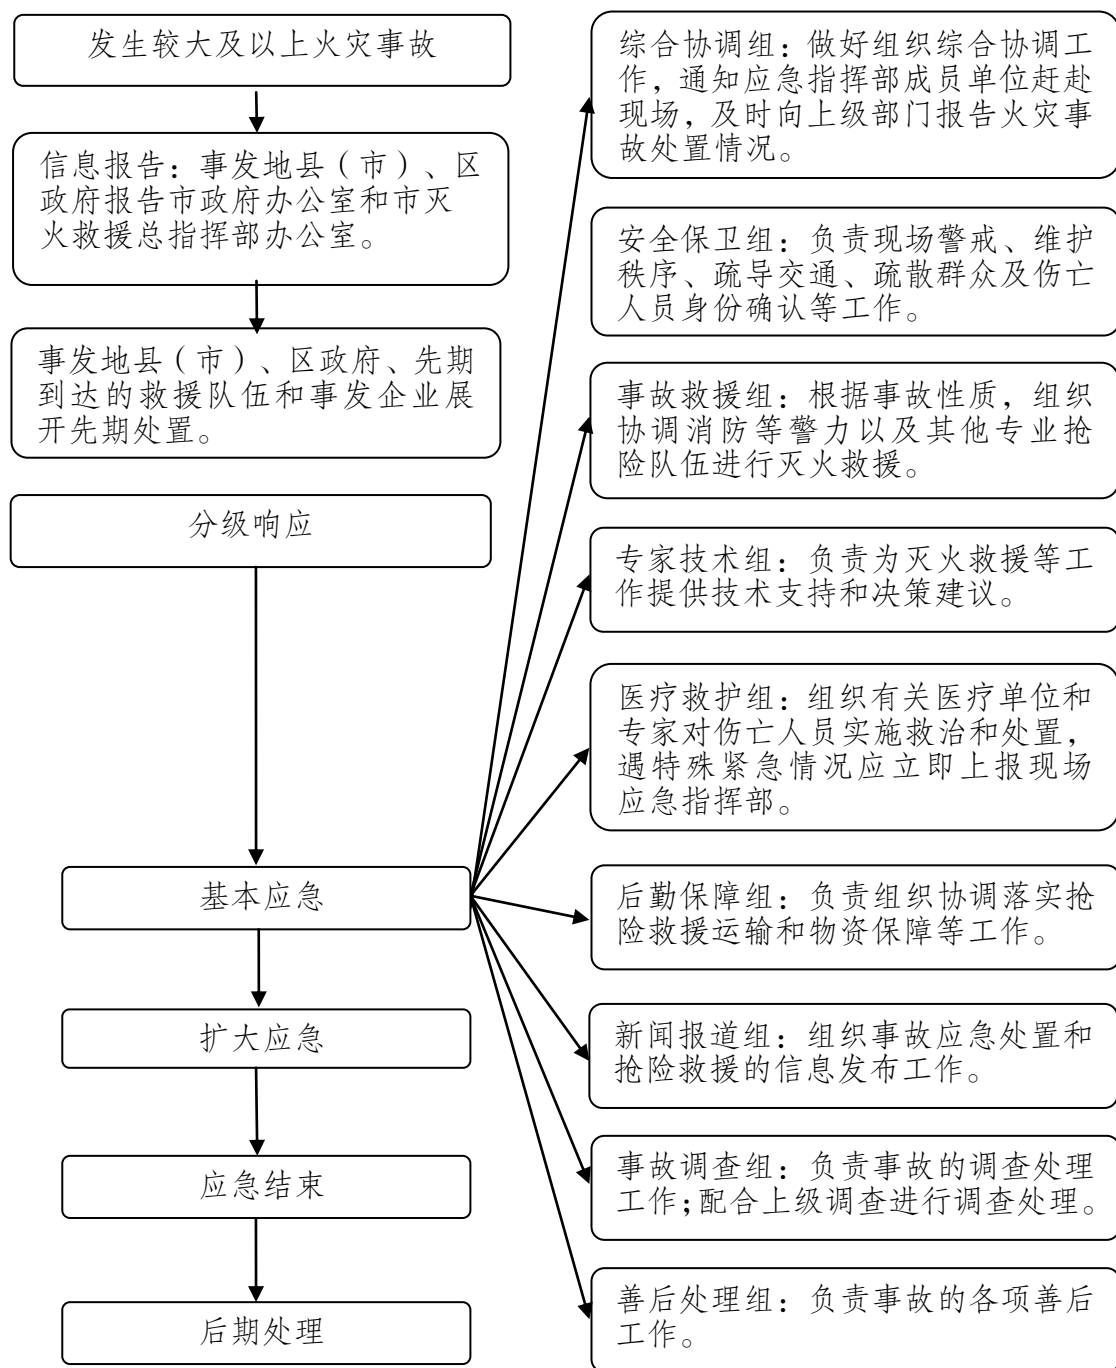 发生较大及以上火灾事故
信息报告：事发地县（市）、区
政府报告市政府办公室和市灭
火救援总指挥部办公室。
事发地县（市）、区政府、先期
到达的救援队伍和事发企业展
开先期处置。
分级响应
基本应急
扩大应急
应急结束
后期处理
综合协调组：做好组织综合协调工
作，通知应急指挥部成员单位赶赴
现场，及时向上级部门报告火灾事
故处置情况。
安全保卫组：负责现场警戒、维护
秩序、疏导交通、疏散群众及伤亡
人员身份确认等工作。
事故救援组：根据事故性质，组织
协调消防等警力以及其他专业抢
险队伍进行灭火救援。
专家技术组：负责为灭火救援等工
作提供技术支持和决策建议。
医疗救护组：组织有关医疗单位和
专家对伤亡人员实施救治和处置，
遇特殊紧急情况应立即上报现场
应急指挥部。
后勤保障组：负责组织协调落实抢
险救援运输和物资保障等工作。
新闻报道组：组织事故应急处置和
抢险救援的信息发布工作。
事故调查组：负责事故的调查处理
工作；配合上级调查进行调查处理。
善后处理组：负责事故的各项善后
工作。